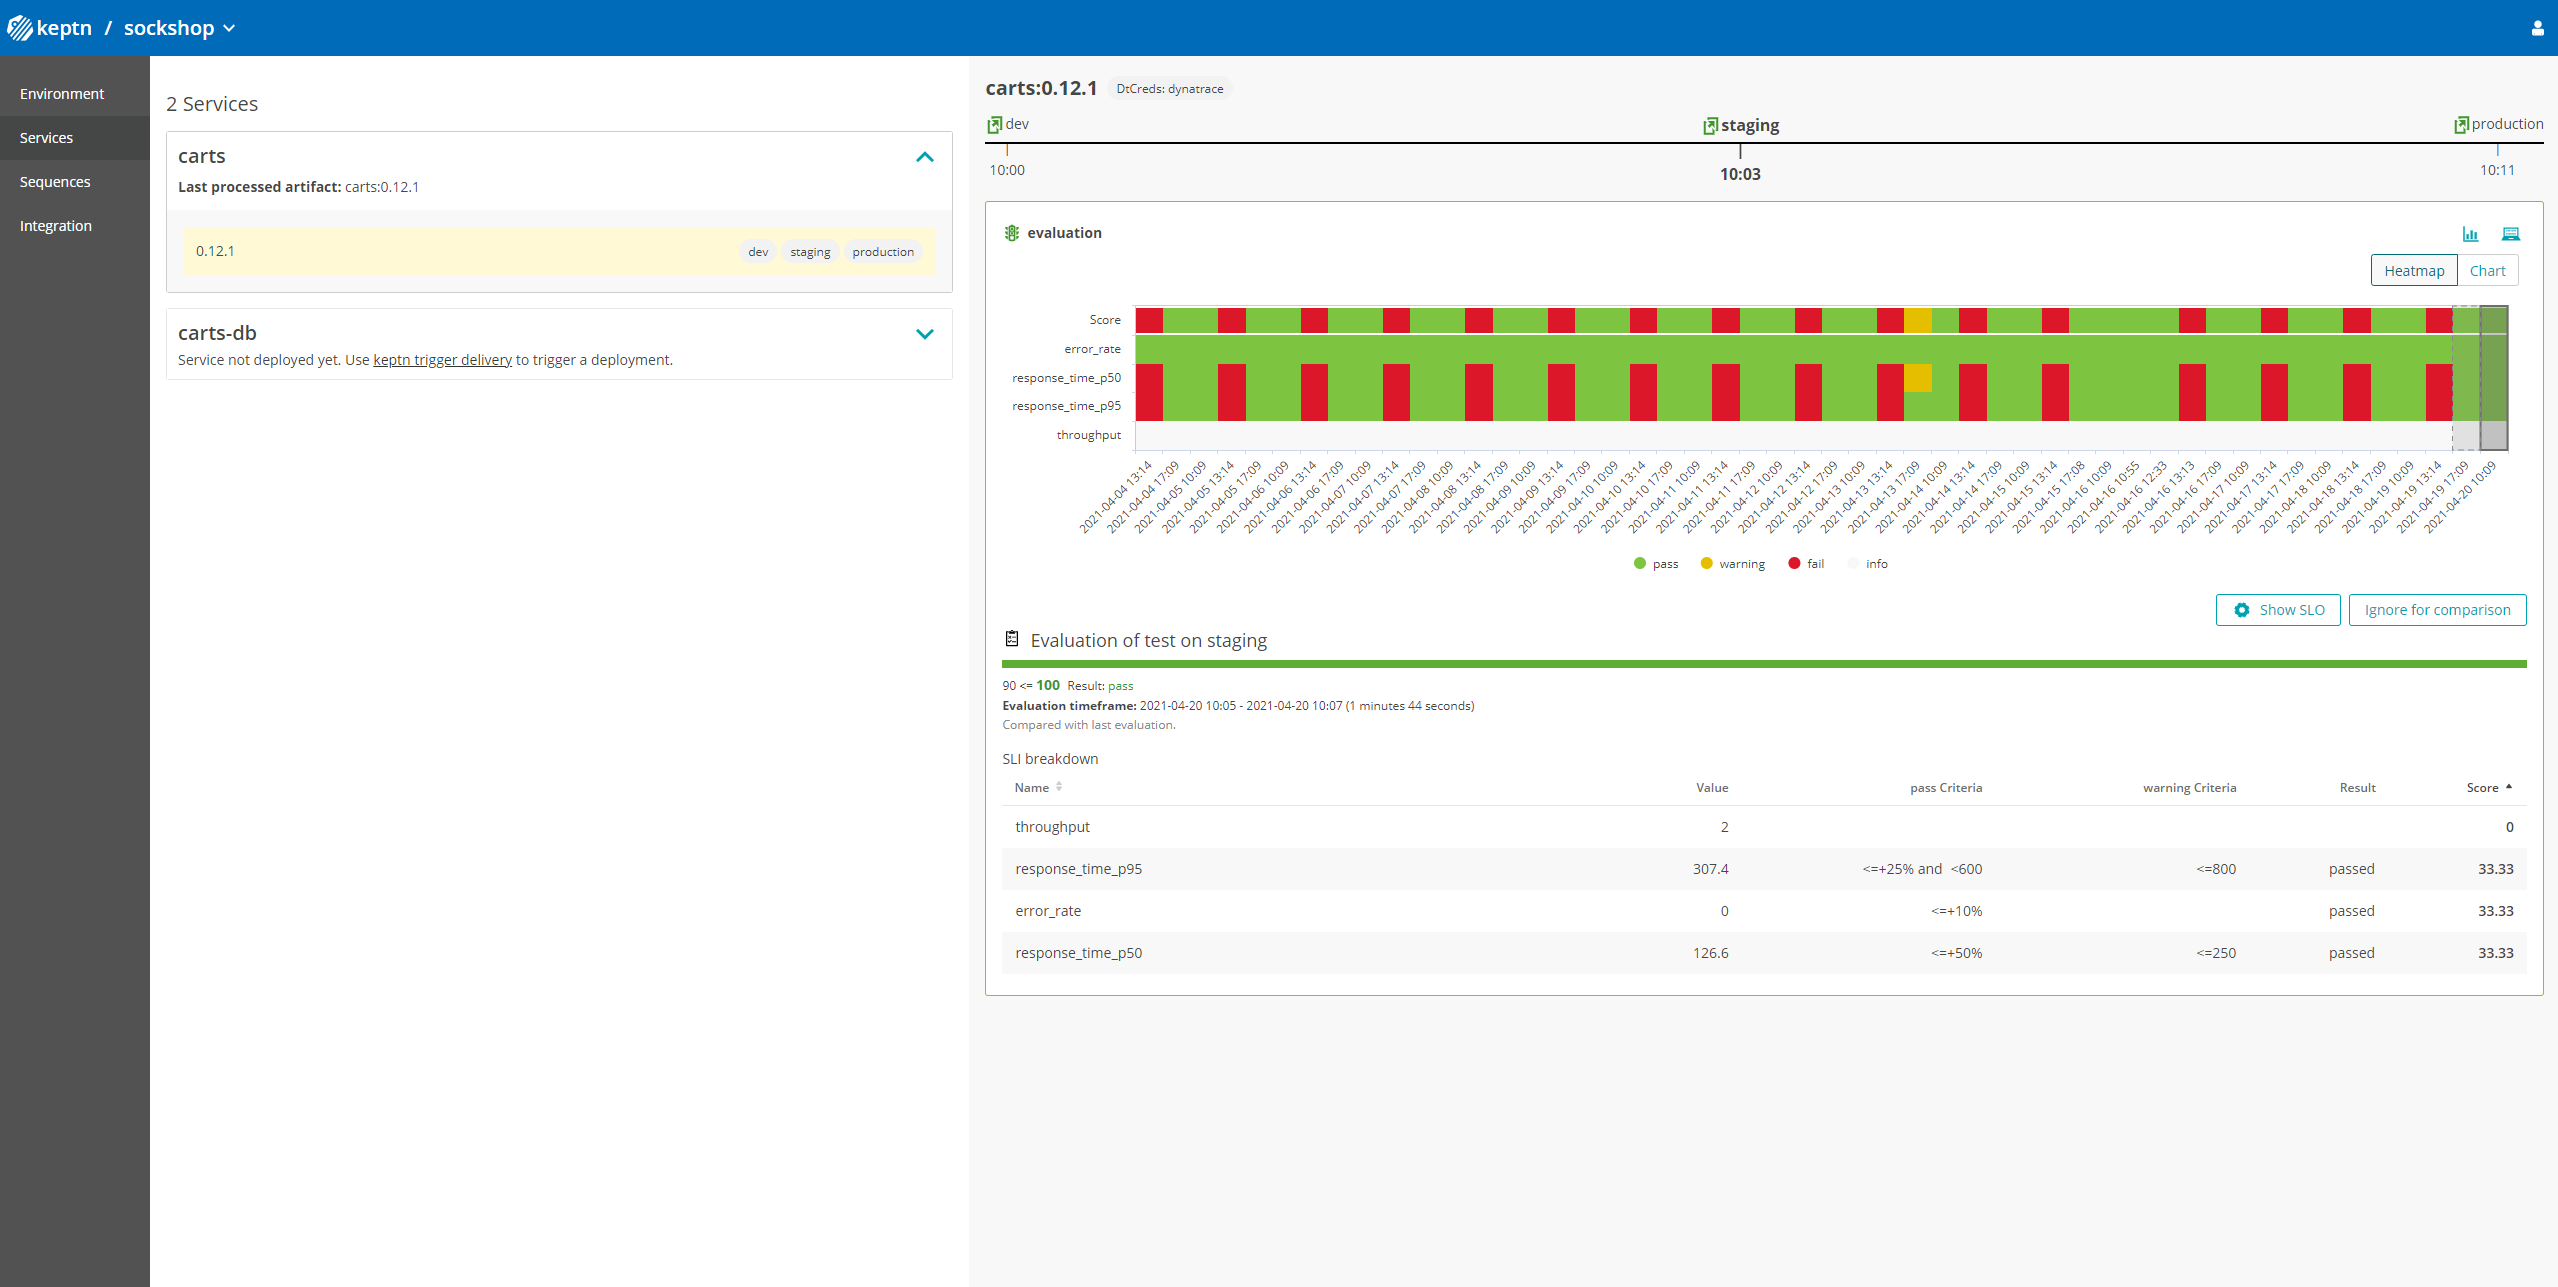 keptn / sockshop
Environment
Services
Sequences
Integration
2 Services
carts
Last processed artifact: carts:0.12.1
0.12.1 dev staging production
carts-db
Service not deployed yet. Use keptn trigger delivery to trigger a deployment.
carts:0.12.1 DtCreds: dynatrace
dev staging production
10:00 10:03 10:11
evaluation
Heatmap Chart
Score
error_rate
response_time_p50
response_time_p95
throughput
2021-04-04 13:14
2021-04-04 17:09
2021-04-05 10:09
2021-04-05 13:14
2021-04-05 17:09
2021-04-06 10:09
2021-04-06 13:14
2021-04-06 17:09
2021-04-07 10:09
2021-04-07 13:14
2021-04-07 17:09
2021-04-08 10:09
2021-04-08 13:14
2021-04-08 17:09
2021-04-09 10:09
2021-04-09 13:14
2021-04-09 17:09
2021-04-10 10:09
2021-04-10 13:14
2021-04-10 17:09
2021-04-11 10:09
2021-04-11 13:14
2021-04-11 17:09
2021-04-12 10:09
2021-04-12 13:14
2021-04-12 17:09
2021-04-13 10:09
2021-04-13 13:14
2021-04-13 17:09
2021-04-14 10:09
2021-04-14 13:14
2021-04-14 17:09
2021-04-15 10:09
2021-04-15 13:14
2021-04-15 17:08
2021-04-16 10:09
2021-04-16 10:55
2021-04-16 12:33
2021-04-16 13:13
2021-04-16 17:09
2021-04-17 10:09
2021-04-17 13:14
2021-04-17 17:09
2021-04-18 10:09
2021-04-18 13:14
2021-04-18 17:09
2021-04-19 10:09
2021-04-19 13:14
2021-04-19 17:09
2021-04-20 10:09
pass warning fail info
Show SLO Ignore for comparison
Evaluation of test on staging
90 <= 100 Result: pass
Evaluation timeframe: 2021-04-20 10:05 - 2021-04-20 10:07 (1 minutes 44 seconds)
Compared with last evaluation.
SLI breakdown
Name Value pass Criteria warning Criteria Result Score
throughput 2 0
response_time_p95 307.4 <=+25% and <600 <=800 passed 33.33
error_rate 0 <=+10% passed 33.33
response_time_p50 126.6 <=+50% <=250 passed 33.33